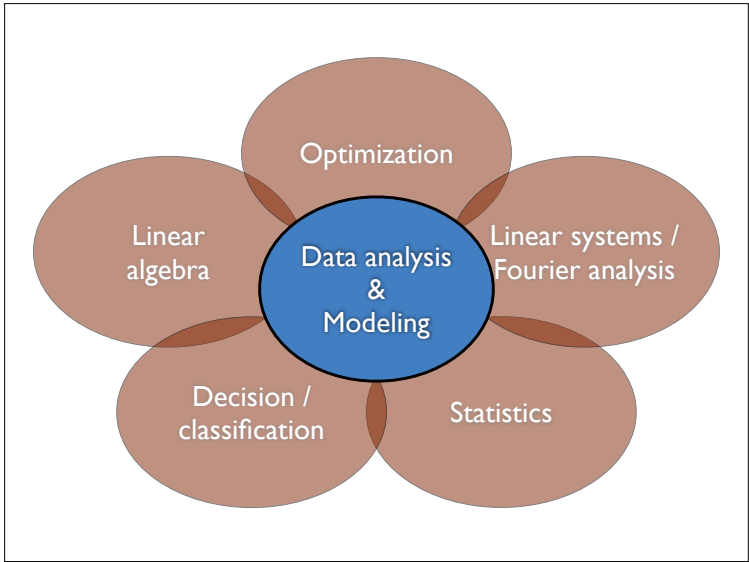 Optimization
Linear
algebra
Linear systems /
Fourier analysis
Data analysis
&
Modeling
Decision /
classification
Statistics